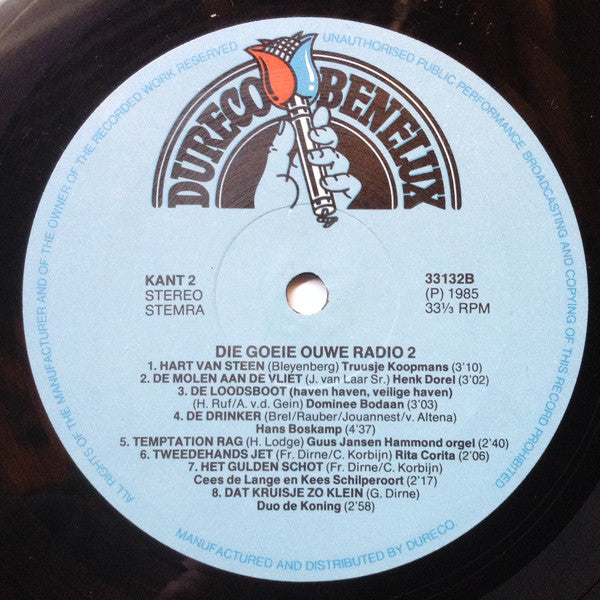 ALL RIGHTS OF THE MANUFACTURER AND OF THE OWNER OF THE RECORDED WORK RESERVED
UNAUTHORISED PUBLIC PERFORMANCE BROADCASTING AND COPYING OF THIS RECORD PROHIBITED
DURECO BENELUX
KANT 2
STEREO
STEMRA
33132B
(P) 1985
33⅓ RPM
DIE GOEIE OUWE RADIO 2
1. HART VAN STEEN (Bleyenberg) Truusje Koopmans (3'10)
2. DE MOLEN AAN DE VLIET (J. van Laar Sr.) Henk Dorel (3'02)
3. DE LOODSBOOT (haven haven, veilige haven)
(H. Ruf/A. v.d. Gein) Dominee Bodaan (3'03)
4. DE DRINKER (Brel/Rauber/Jouannest/v. Altena)
Hans Boskamp (4'37)
5. TEMPTATION RAG (H. Lodge) Guus Jansen Hammond orgel (2'40)
6. TWEEDEHANDS JET (Fr. Dirne/C. Korbijn) Rita Corita (2'06)
7. HET GULDEN SCHOT (Fr. Dirne/C. Korbijn)
Cees de Lange en Kees Schilperoort (2'17)
8. DAT KRUISJE ZO KLEIN (G. Dirne)
Duo de Koning (2'58)
MANUFACTURED AND DISTRIBUTED BY DURECO